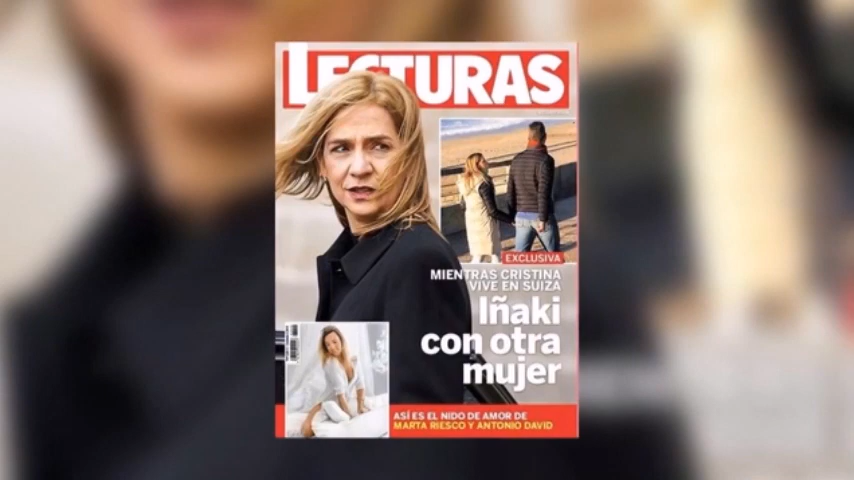 LECTURAS
EXCLUSIVA
MIENTRAS CRISTINA
VIVE EN SUIZA
Iñaki
con otra
mujer
ASÍ ES EL NIDO DE AMOR DE
MARTA RIESCO Y ANTONIO DAVID